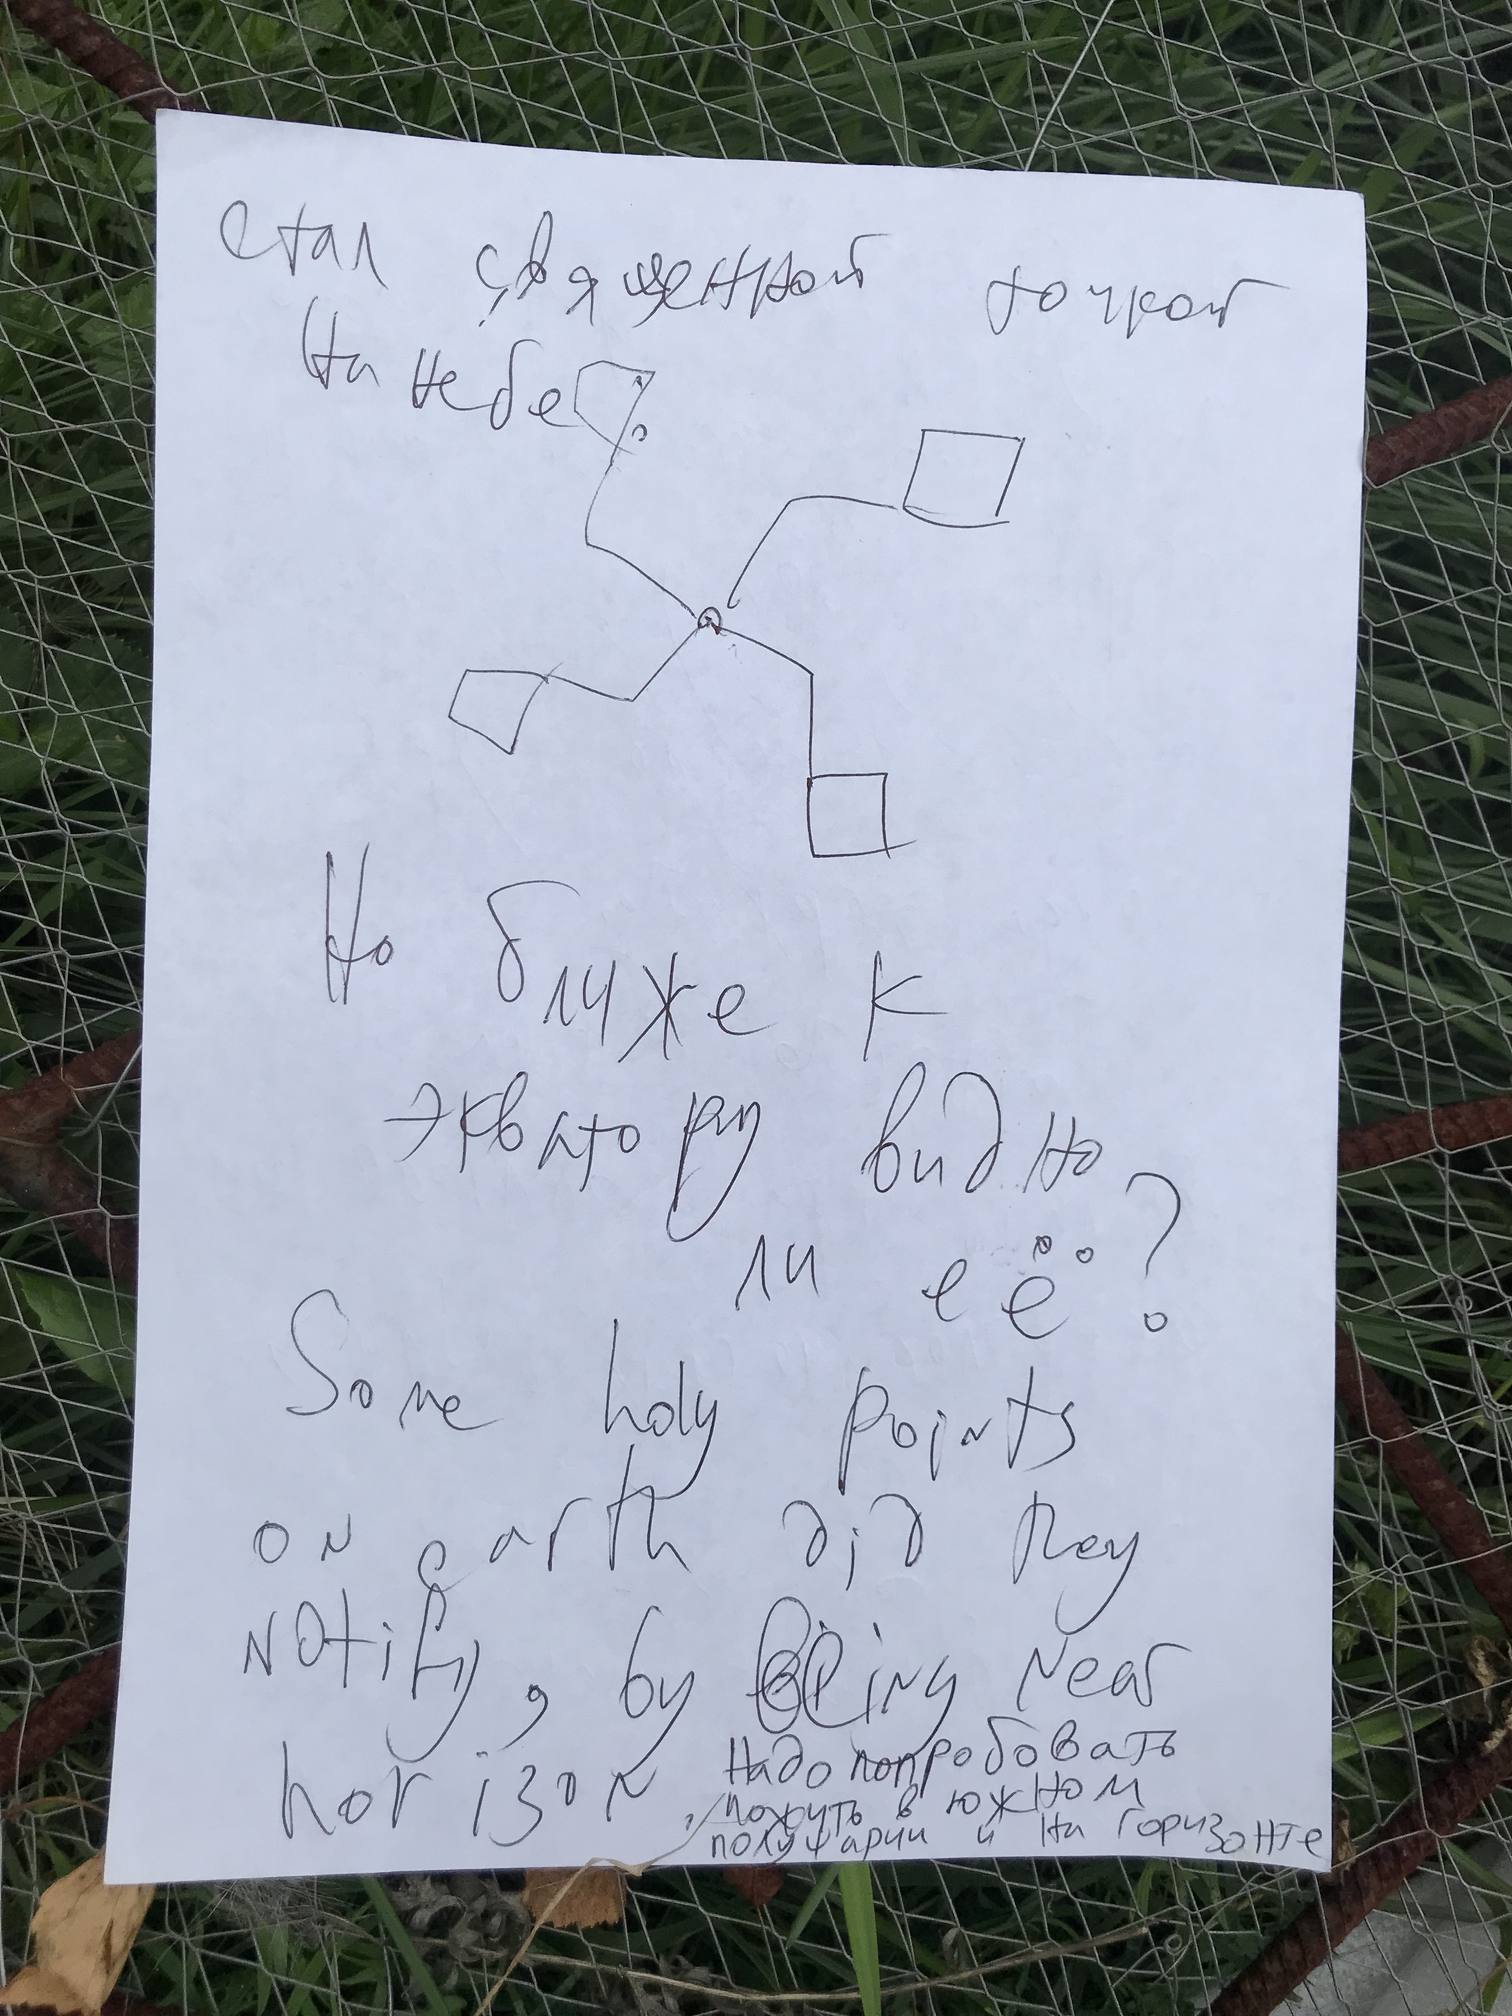 стал священной точкой
на небе
Но ближе к
экватору видно
ли её?
Some holy points
on earth did they
notify, by being near
horizon.
Надо попробовать
пожить в южном
полушарии и на горизонте